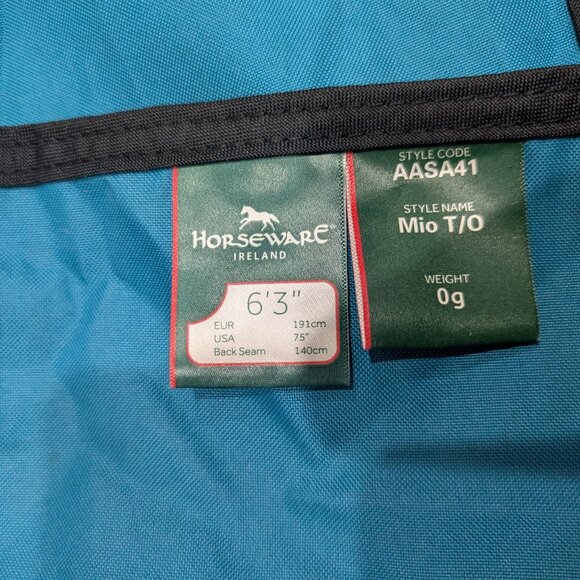 HORSEWARE®
IRELAND
6'3"
EUR 191cm
USA 75"
Back Seam 140cm
STYLE CODE
AASA41
STYLE NAME
Mio T/O
WEIGHT
0g